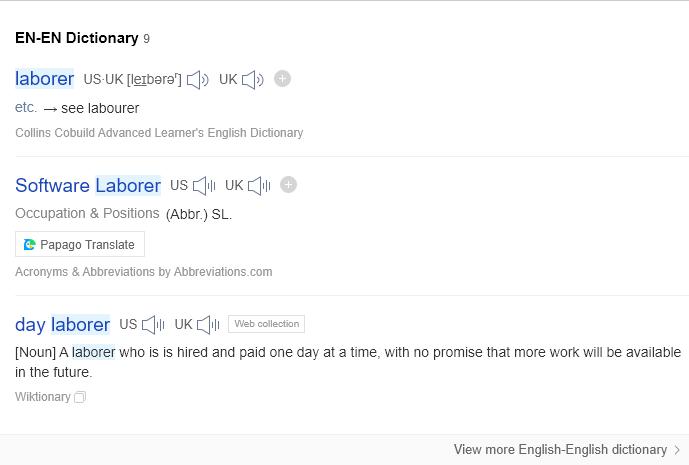 EN-EN Dictionary 9
laborer US·UK [leɪbərəʳ] UK
etc. → see labourer
Collins Cobuild Advanced Learner's English Dictionary
Software Laborer US UK
Occupation & Positions (Abbr.) SL.
Papago Translate
Acronyms & Abbreviations by Abbreviations.com
day laborer US UK Web collection
[Noun] A laborer who is is hired and paid one day at a time, with no promise that more work will be available
in the future.
Wiktionary
View more English-English dictionary >